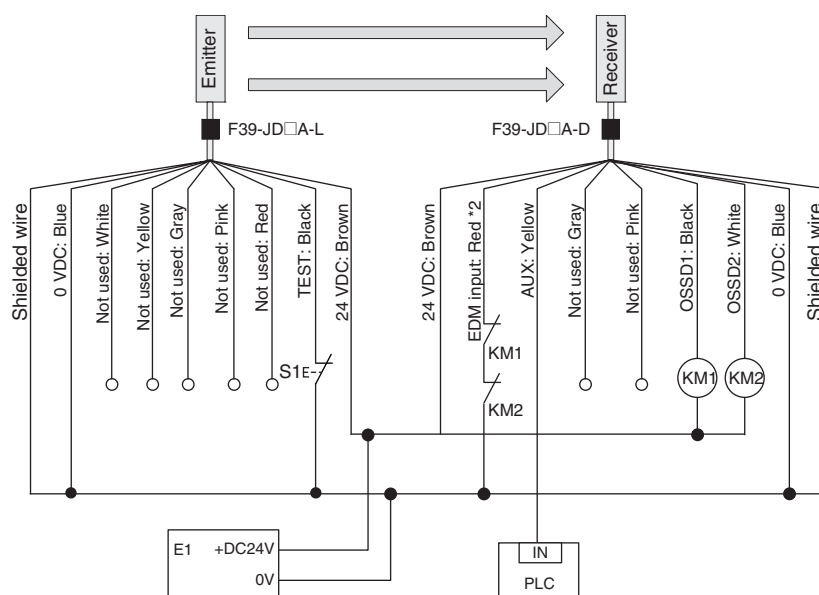 Emitter
Receiver
F39-JD□A-L
F39-JD□A-D
Shielded wire
0 VDC: Blue
Not used: White
Not used: Yellow
Not used: Gray
Not used: Pink
Not used: Red
TEST: Black
24 VDC: Brown
24 VDC: Brown
EDM input: Red *2
AUX: Yellow
Not used: Gray
Not used: Pink
OSSD1: Black
OSSD2: White
0 VDC: Blue
Shielded wire
S1
KM1
KM2
KM1
KM2
E1
+DC24V
0V
IN
PLC